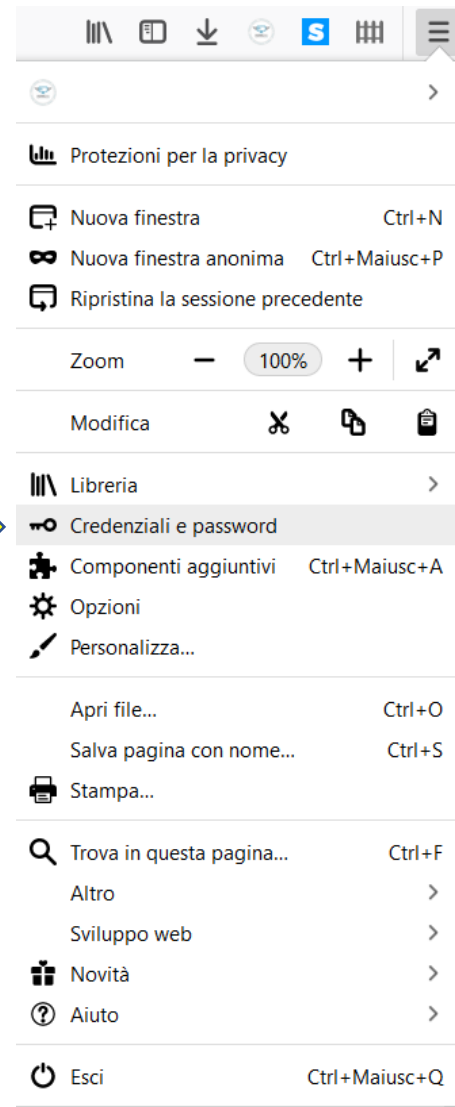 S
Protezioni per la privacy
Nuova finestra Ctrl+N
Nuova finestra anonima Ctrl+Maiusc+P
Ripristina la sessione precedente
Zoom 100%
Modifica
Libreria
Credenziali e password
Componenti aggiuntivi Ctrl+Maiusc+A
Opzioni
Personalizza...
Apri file... Ctrl+O
Salva pagina con nome... Ctrl+S
Stampa...
Trova in questa pagina... Ctrl+F
Altro
Sviluppo web
Novità
Aiuto
Esci Ctrl+Maiusc+Q